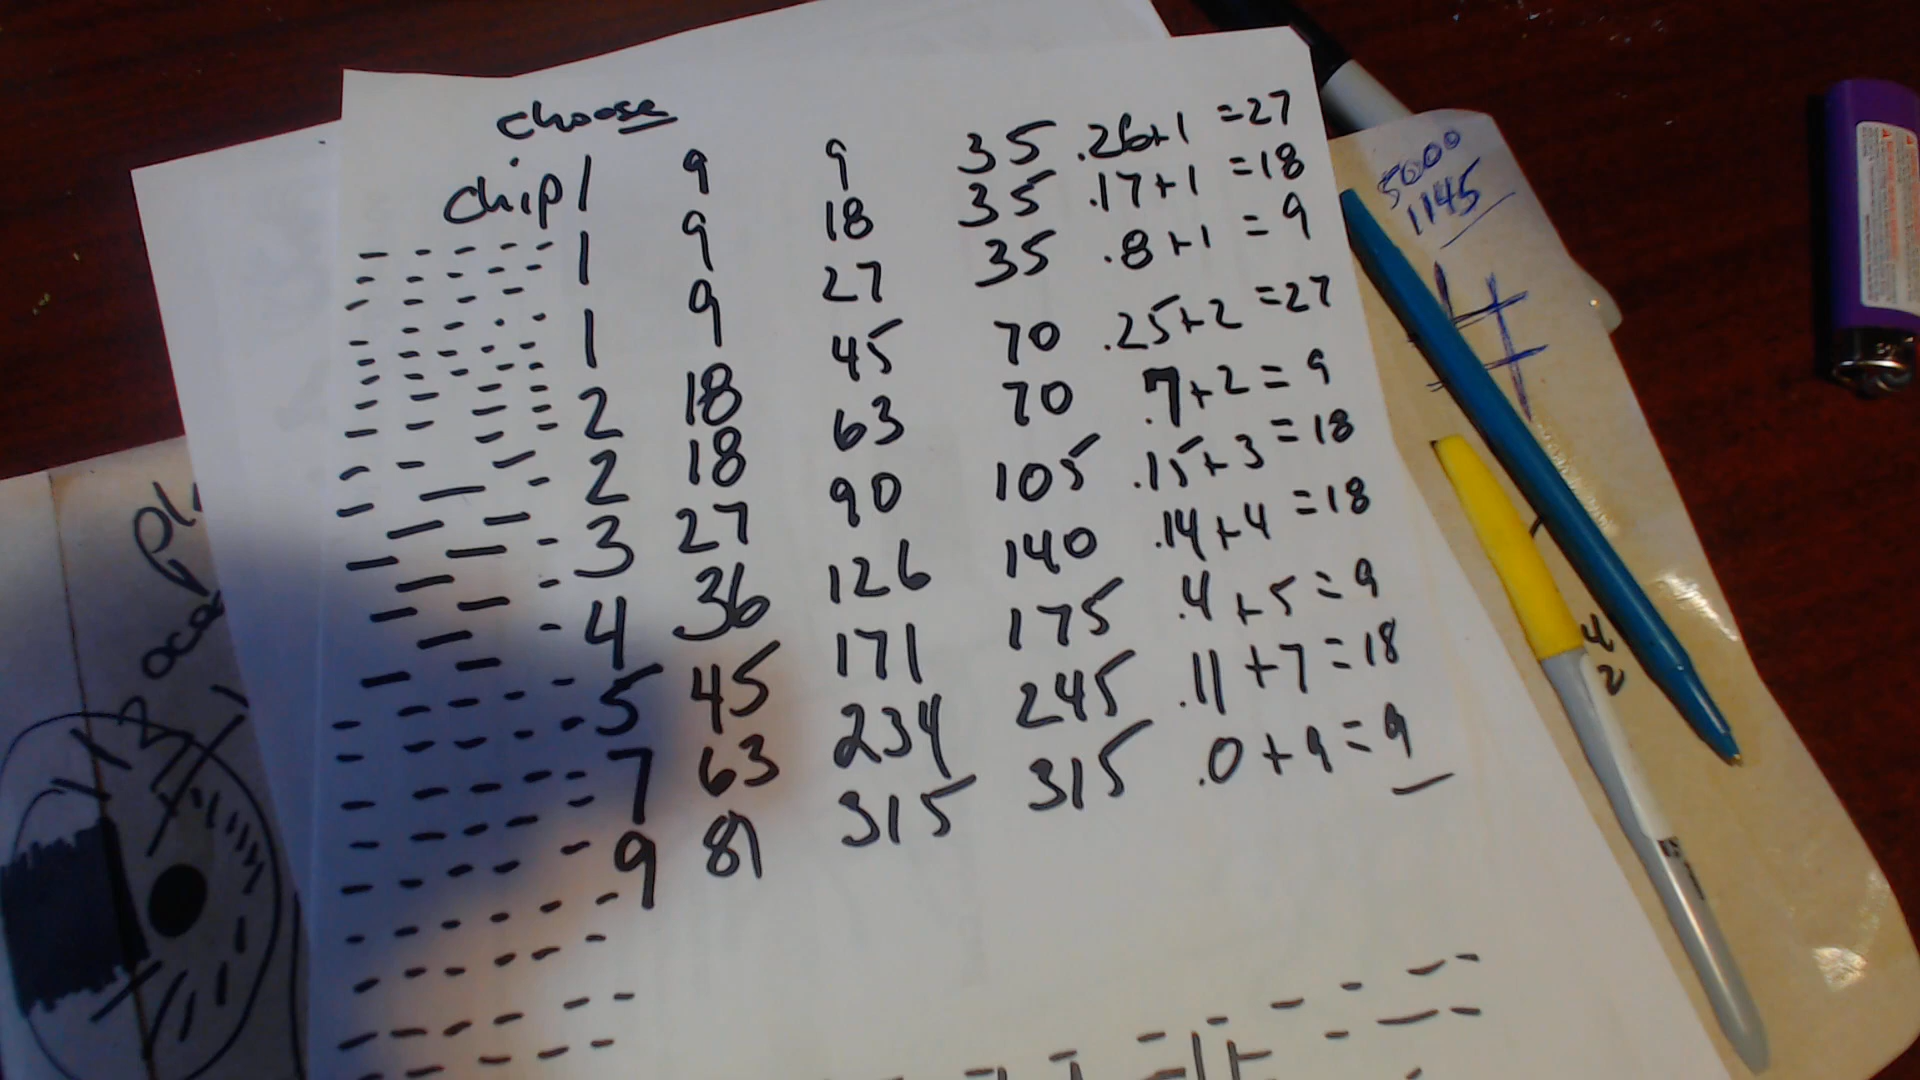 choose
chip 1 9 9 35 .26+1 =27
1 9 18 35 .17+1 =18
1 9 27 35 .8+1 =9
2 18 45 70 .25+2 =27
2 18 63 70 .7+2 = 9
3 27 90 105 .15+3 =18
4 36 126 140 .14+4 =18
5 45 171 175 .4+5=9
7 63 234 245 .11+7=18
9 81 315 315 .0+9=9
5000
1145